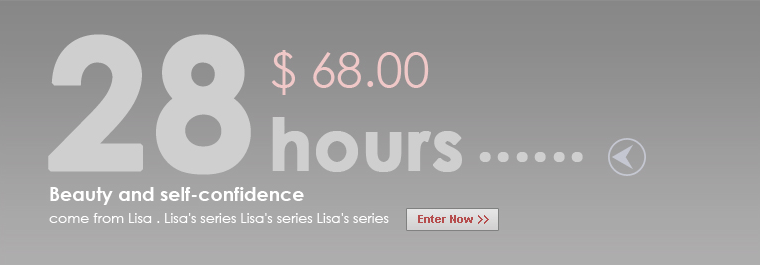 28
$ 68.00
hours ......
Beauty and self-confidence
come from Lisa . Lisa's series Lisa's series Lisa's series
Enter Now >>